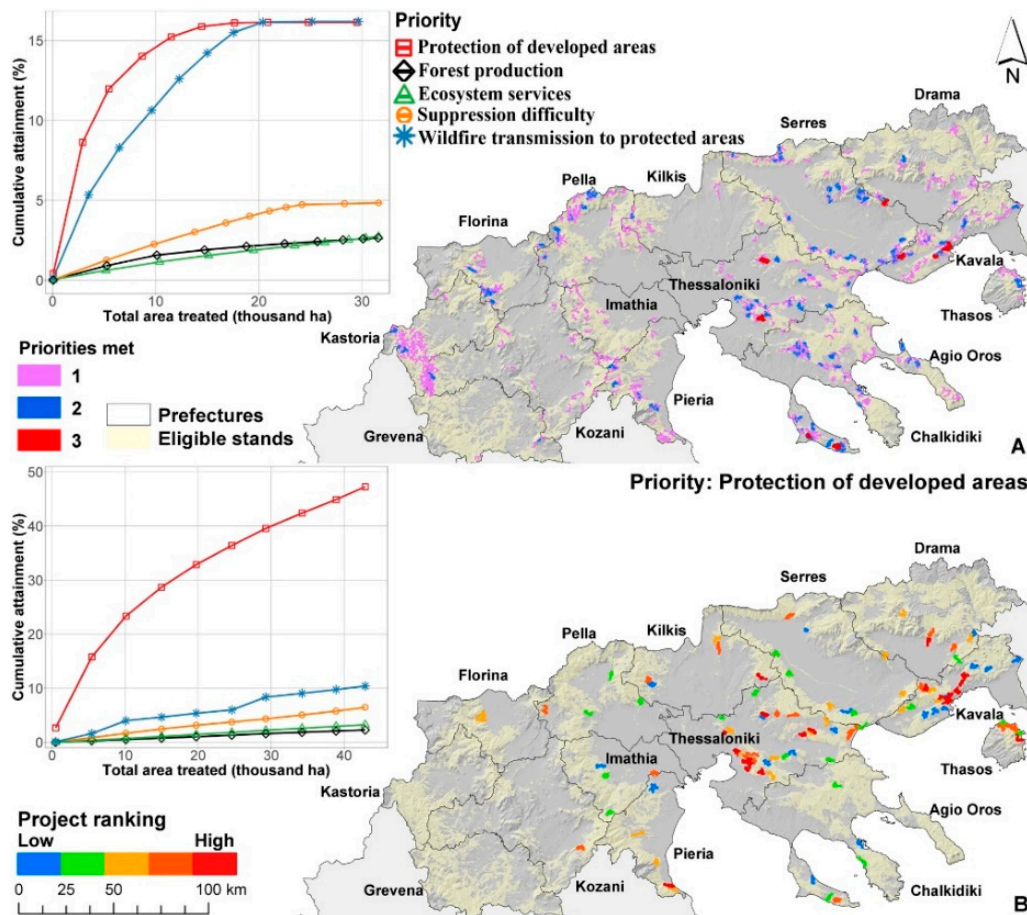 15
10
5
0
0
10
20
30
Cumulative attainment (%)
Total area treated (thousand ha)
Priority
Protection of developed areas
Forest production
Ecosystem services
Suppression difficulty
Wildfire transmission to protected areas
N
Drama
Serres
Kilkis
Pella
Florina
Kavala
Thessaloniki
Imathia
Thasos
Kastoria
Agio Oros
Pieria
Chalkidiki
Kozani
Grevena
A
Priorities met
1
2
3
Prefectures
Eligible stands
50
40
30
20
10
0
0
10
20
30
40
Cumulative attainment (%)
Total area treated (thousand ha)
Priority: Protection of developed areas
Drama
Serres
Kilkis
Pella
Florina
Kavala
Thessaloniki
Imathia
Thasos
Kastoria
Agio Oros
Pieria
Chalkidiki
Kozani
Grevena
B
Project ranking
Low High
0 25 50 100 km